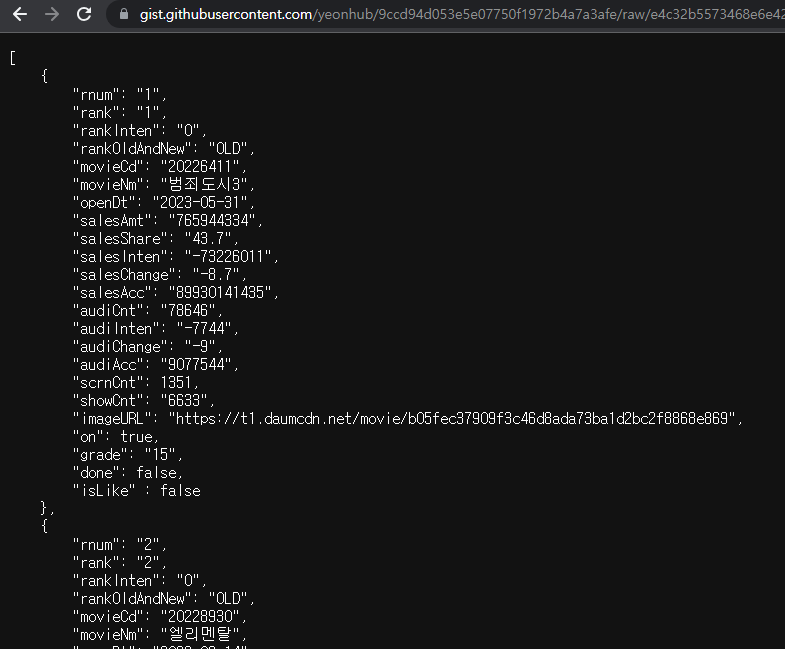 gist.githubusercontent.com/yeonhub/9ccd94d053e5e07750f1972b4a7a3afe/raw/e4c32b5573468e6e42
[
{
"rnum": "1",
"rank": "1",
"rankInten": "0",
"rankOldAndNew": "OLD",
"movieCd": "20226411",
"movieNm": "범죄도시3",
"openDt": "2023-05-31",
"salesAmt": "765944334",
"salesShare": "43.7",
"salesInten": "-73226011",
"salesChange": "-8.7",
"salesAcc": "89930141435",
"audiCnt": "78646",
"audiInten": "-7744",
"audiChange": "-9",
"audiAcc": "9077544",
"scrnCnt": 1351,
"showCnt": "6633",
"imageURL": "https://t1.daumcdn.net/movie/b05fec37909f3c46d8ada73ba1d2bc2f8868e869",
"on": true,
"grade": "15",
"done": false,
"isLike" : false
},
{
"rnum": "2",
"rank": "2",
"rankInten": "0",
"rankOldAndNew": "OLD",
"movieCd": "20228930",
"movieNm": "엘리멘탈",